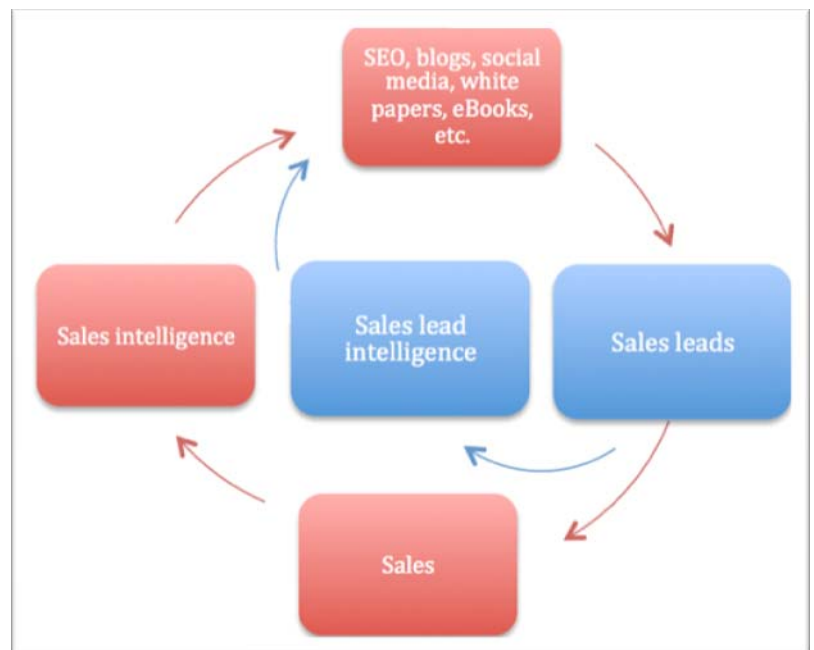 SEO, blogs, social
media, white
papers, eBooks,
etc.
Sales intelligence
Sales lead
intelligence
Sales leads
Sales